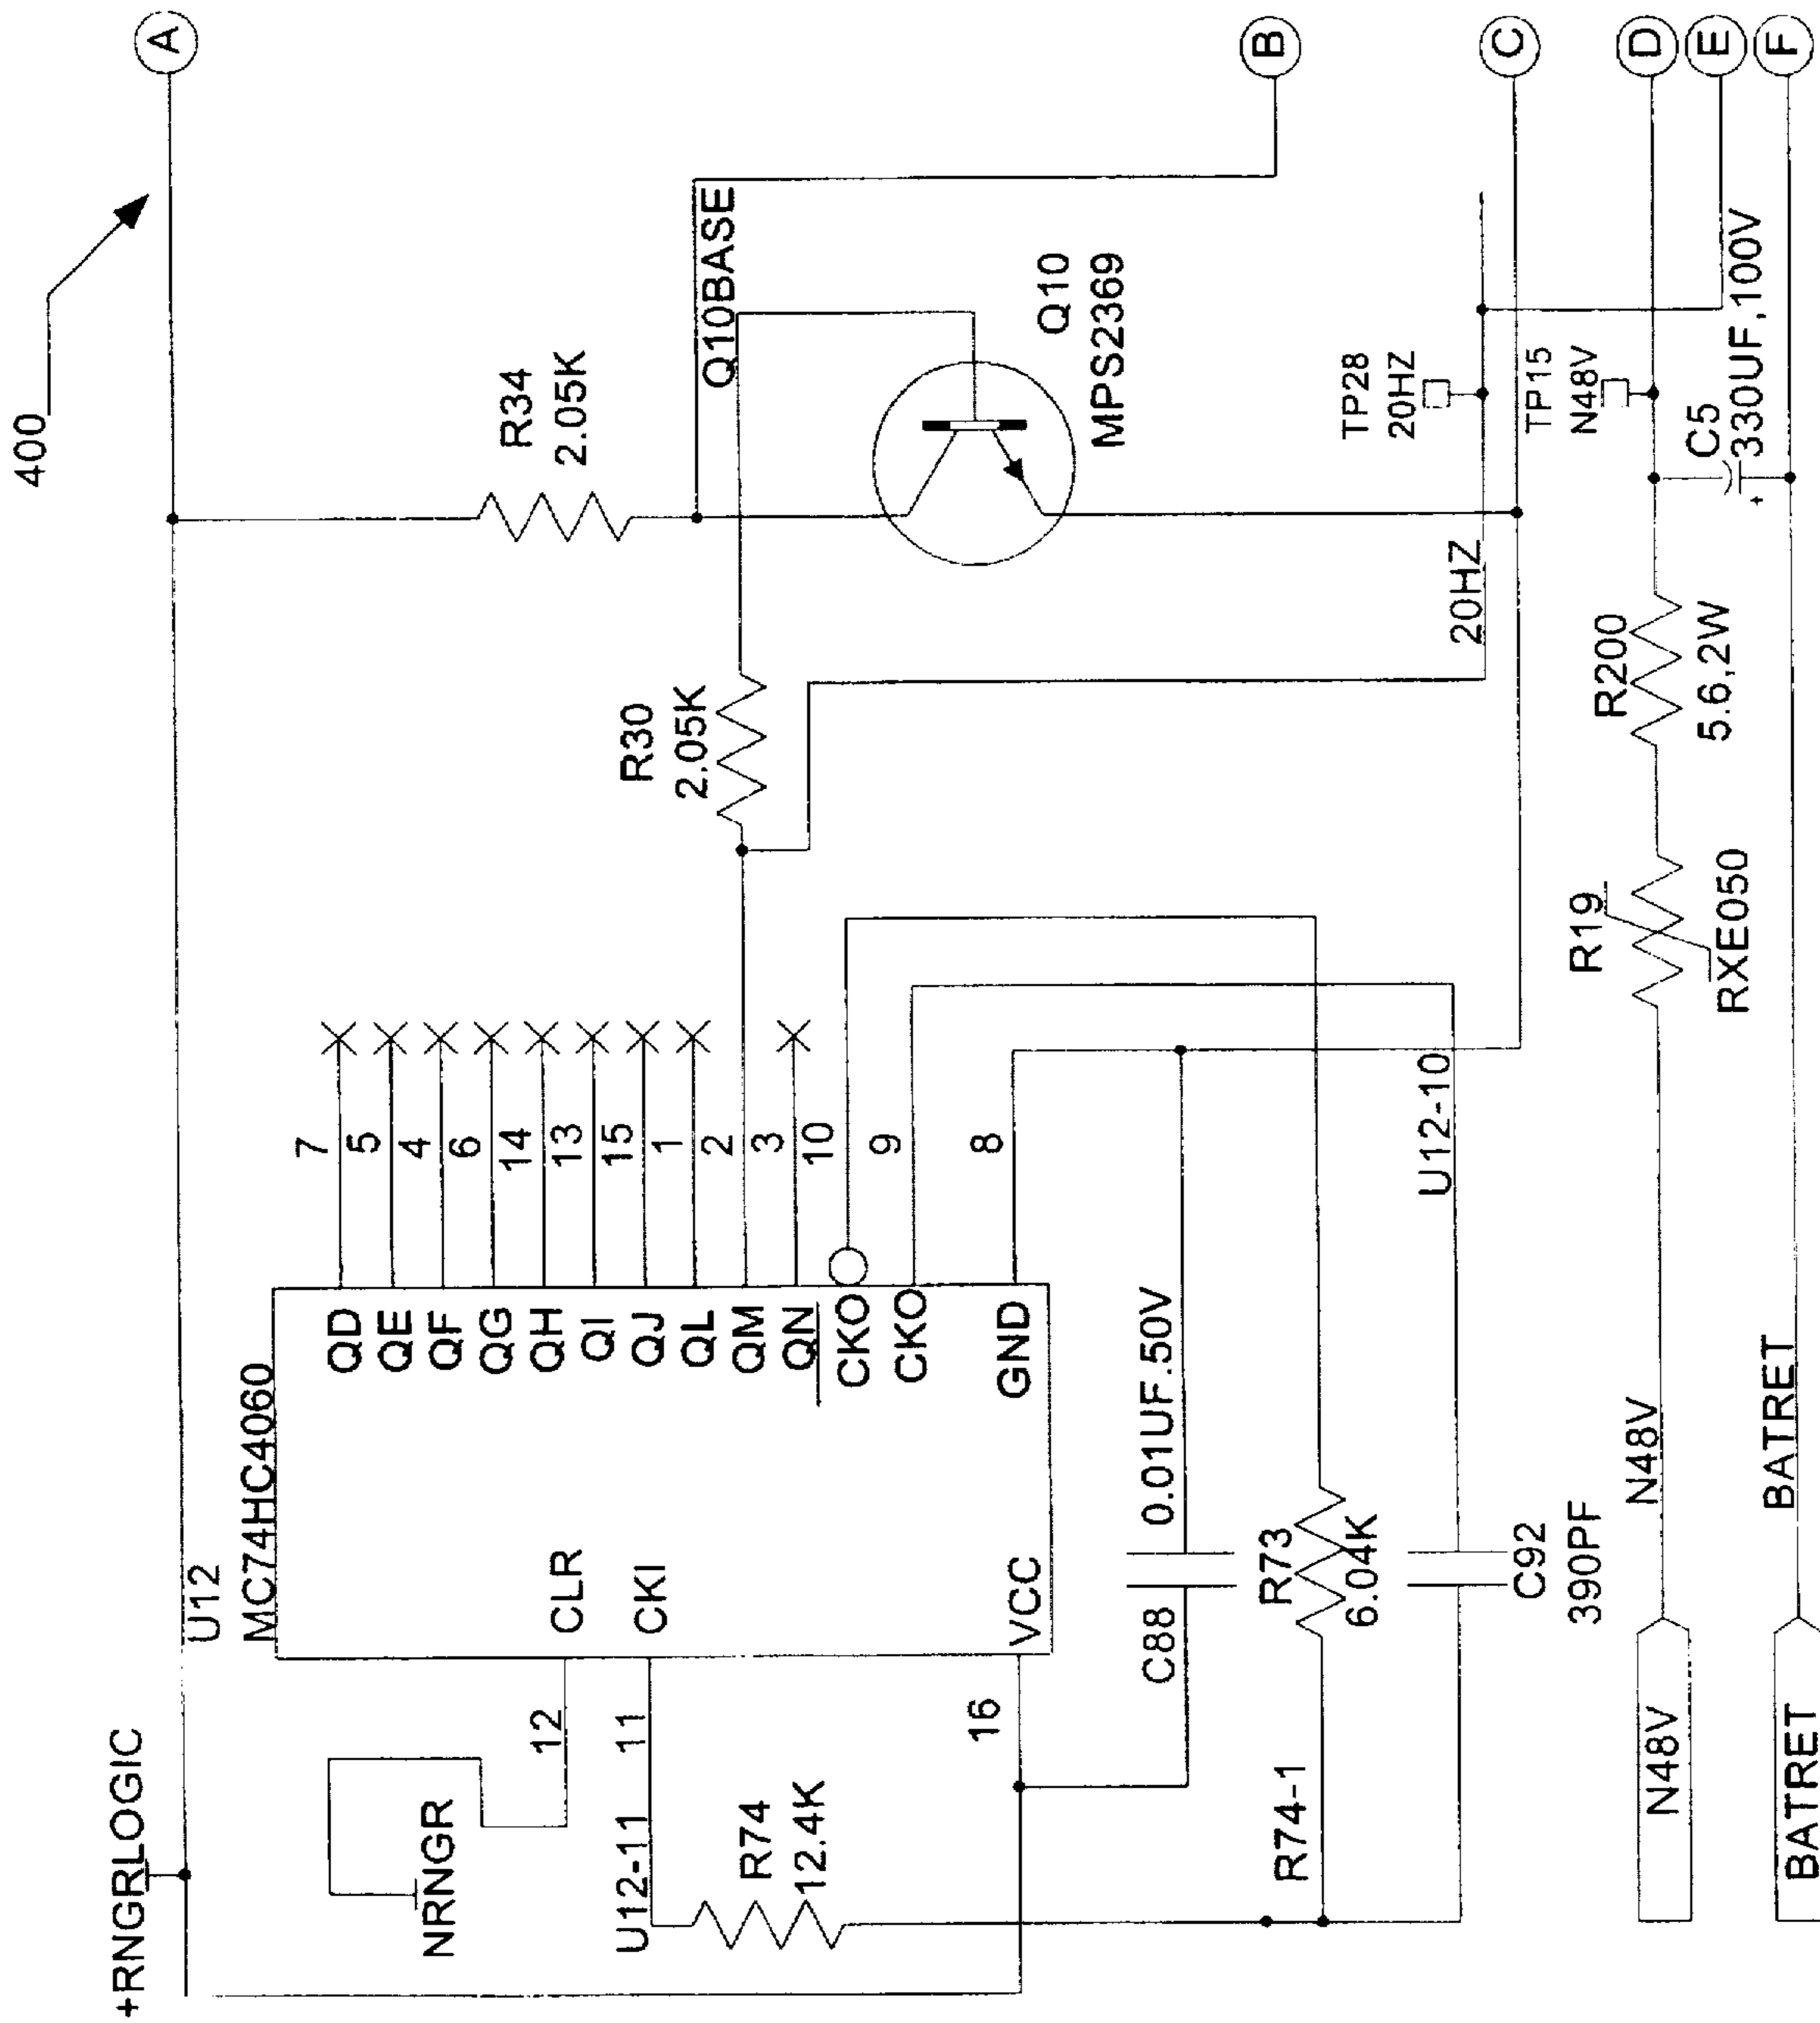 400
+RNGRLOGIC
A
U12
MC74HC4060
QD
QE
QF
QG
QH
QI
QJ
QL
QM
QN
CKO
CKO
GND
CLR
CKI
VCC
7
5
4
6
14
13
15
1
2
3
10
9
8
12
11
16
NRNGR
U12-11
R74
12.4K
R74-1
C88
0.01UF.50V
R73
6.04K
C92
390PF
U12-10
R34
2.05K
R30
2.05K
Q10BASE
Q10
MPS2369
B
TP28
20HZ
20HZ
C
TP15
N48V
N48V
N48V
R19
RXE050
R200
5.6,2W
C5
330UF,100V
+
D
E
F
BATRET
BATRET